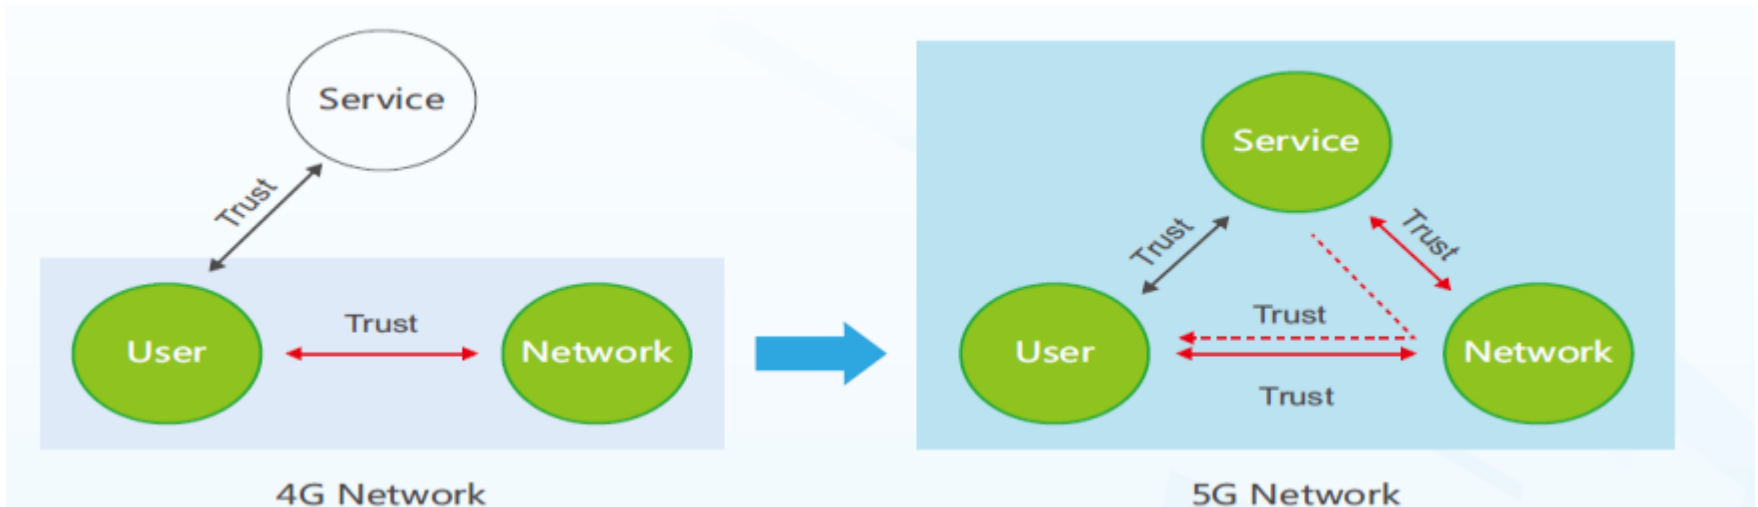 Service
Trust
User
Trust
Network
4G Network
Service
Trust
Trust
User
Trust
Network
Trust
5G Network